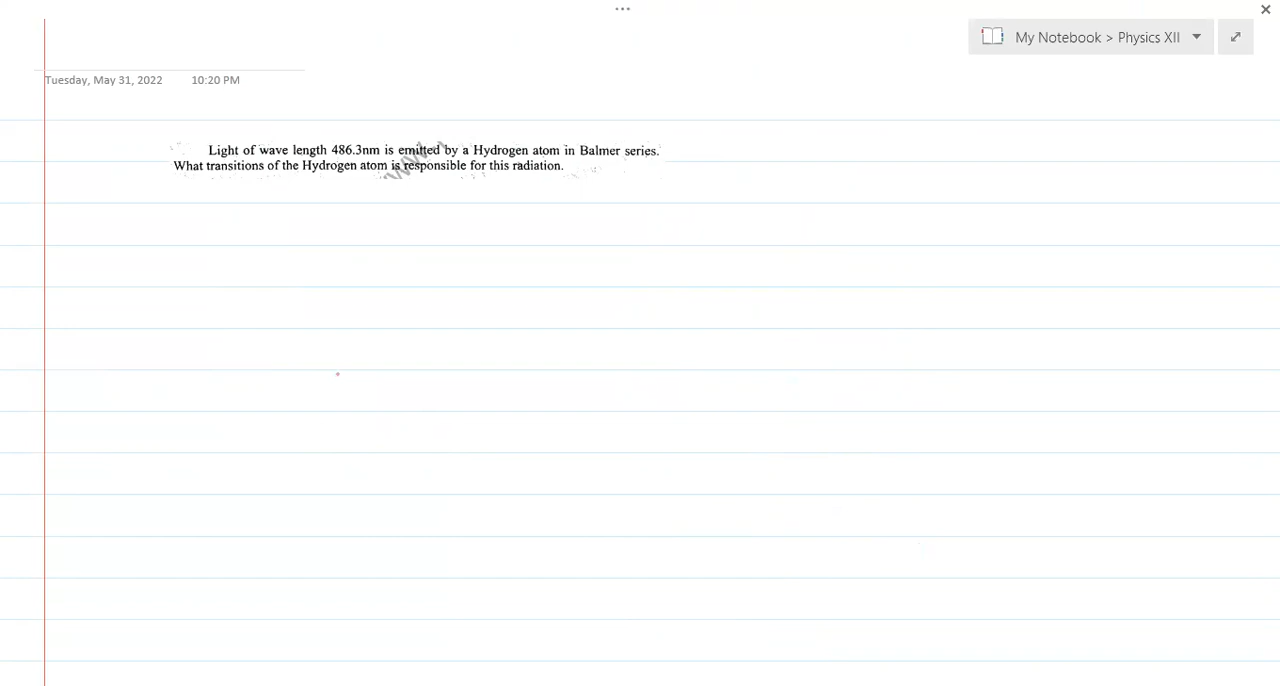 My Notebook > Physics XII
Tuesday, May 31, 2022 10:20 PM
Light of wave length 486.3nm is emitted by a Hydrogen atom in Balmer series.
What transitions of the Hydrogen atom is responsible for this radiation.